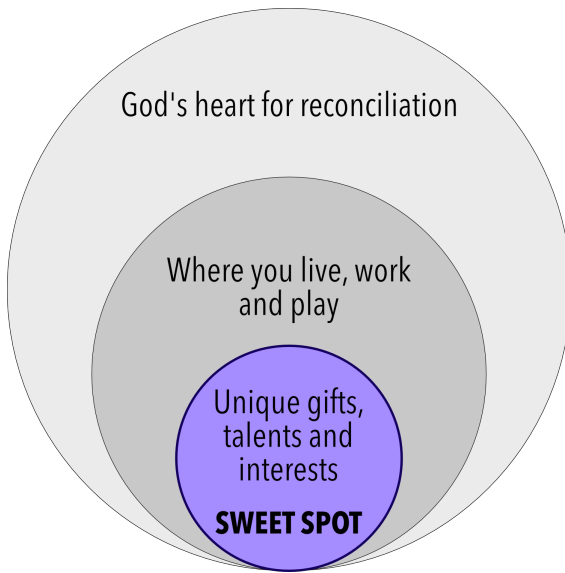 God's heart for reconciliation
Where you live, work
and play
Unique gifts,
talents and
interests
SWEET SPOT